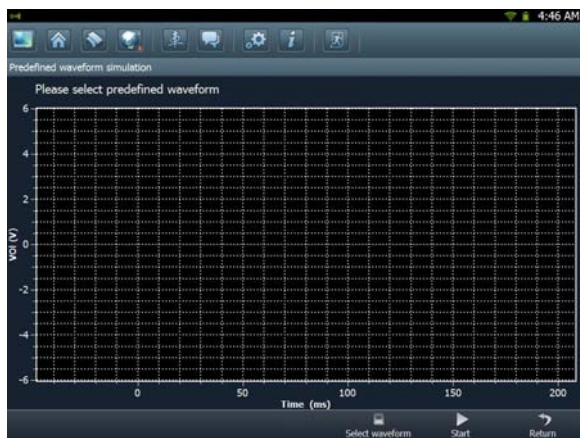 4:46 AM
Predefined waveform simulation
Please select predefined waveform
6
4
2
0
-2
-4
-6
Vol (V)
0 50 100 150 200
Time (ms)
Select waveform Start Return